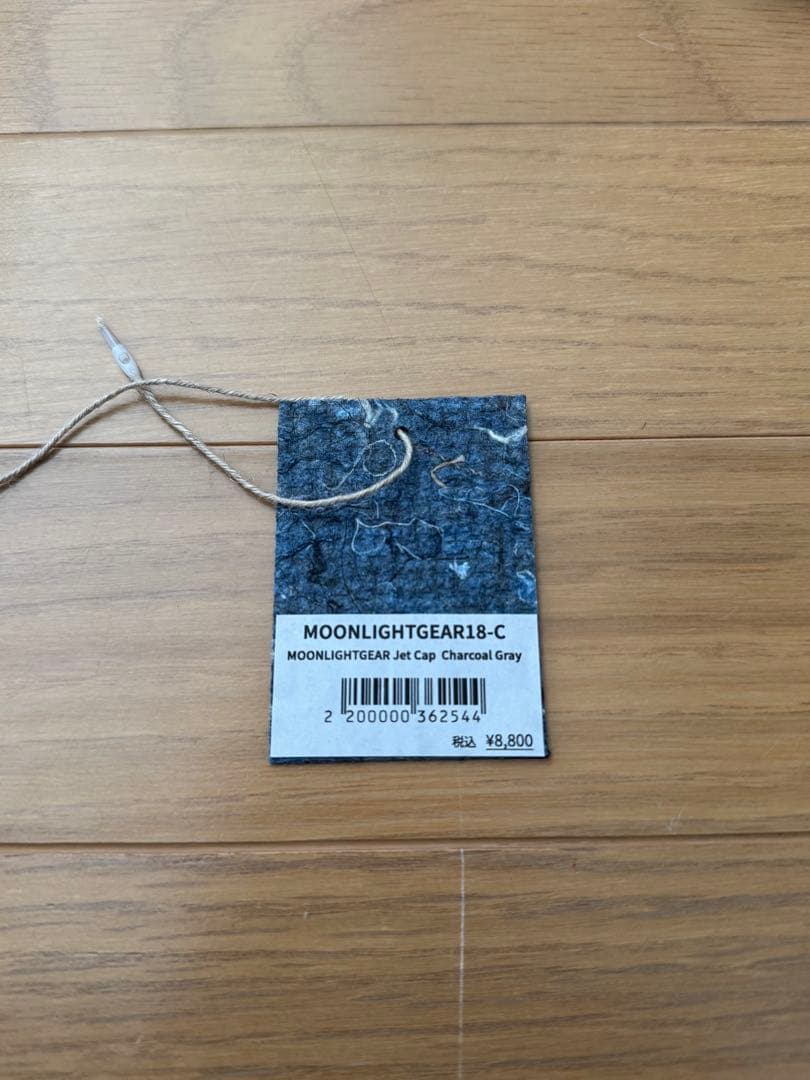 MOONLIGHTGEAR18-C
MOONLIGHTGEAR Jet Cap Charcoal Gray
2 200000 362544
税込 ¥8,800